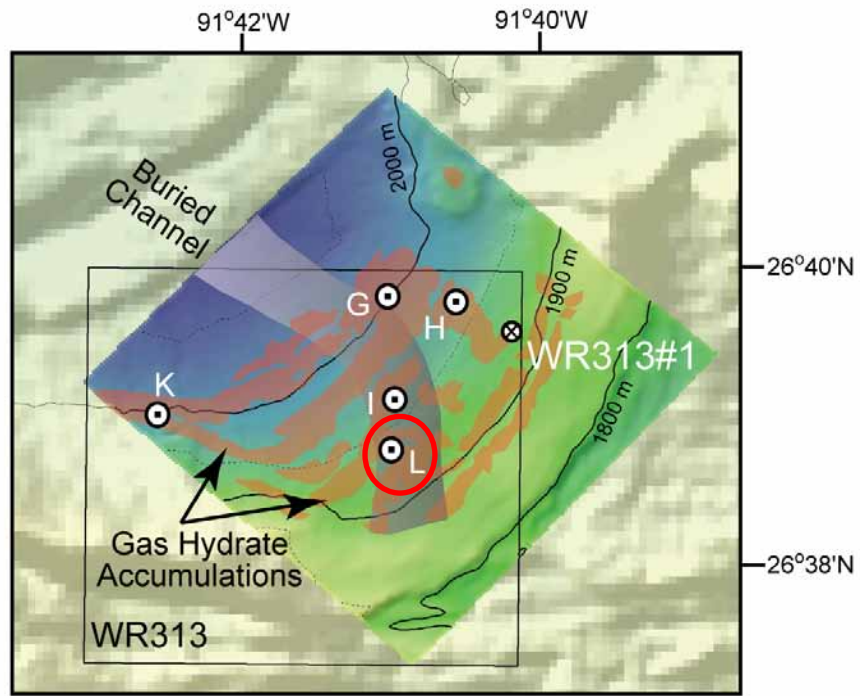 91°42'W
91°40'W
Buried
Channel
2000 m
26°40'N
1900 m
G
H
WR313#1
K
I
1800 m
L
Gas Hydrate
Accumulations
26°38'N
WR313